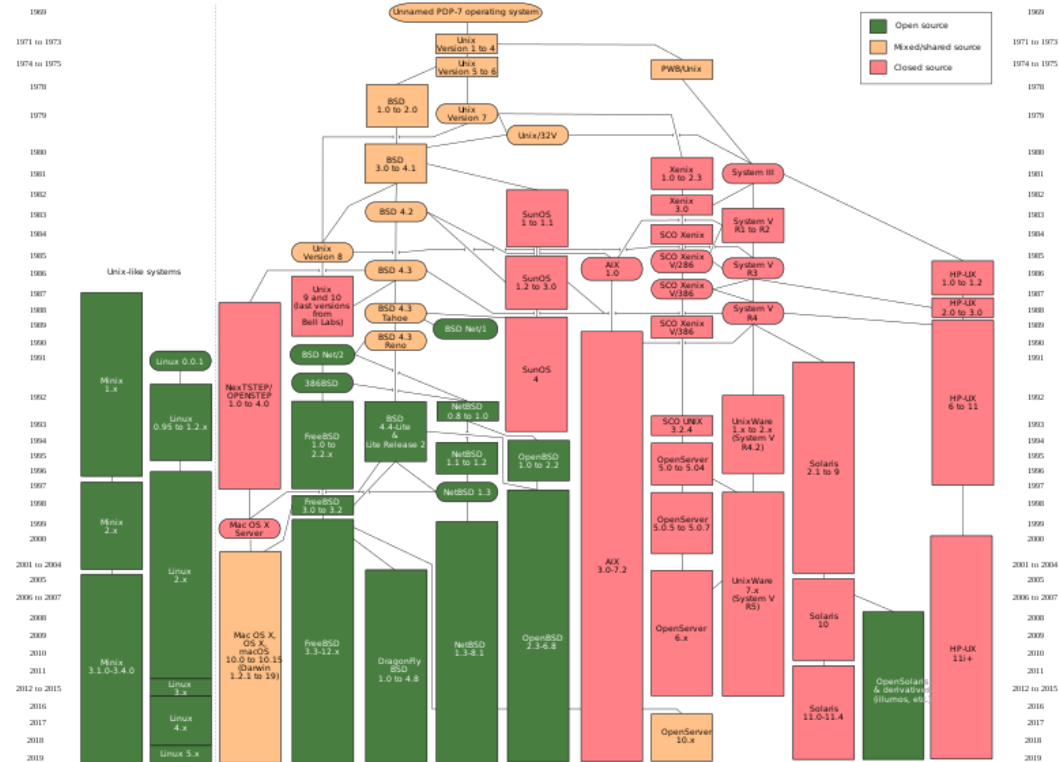 1969
1971 to 1973
1974 to 1975
1978
1979
1980
1981
1982
1983
1984
1985
1986
1987
1988
1989
1990
1991
1992
1993
1994
1995
1996
1997
1998
1999
2000
2001 to 2004
2005
2006 to 2007
2008
2009
2010
2011
2012 to 2015
2016
2017
2018
2019
Unix-like systems
Minix
1.x
Minix
2.x
Minix
3.1.0-3.4.0
Linux 0.0.1
Linux
0.95 to 1.2.x
Linux
2.x
Linux
3.x
Linux
4.x
Linux 5.x
Unnamed PDP-7 operating system
Unix
Version 1 to 4
Unix
Version 5 to 6
PWB/Unix
BSD
1.0 to 2.0
Unix
Version 7
Unix/32V
BSD
3.0 to 4.1
BSD 4.2
Unix
Version 8
BSD 4.3
Unix
9 and 10
(last versions
from
Bell Labs)
BSD 4.3
Tahoe
BSD 4.3
Reno
BSD Net/1
BSD Net/2
386BSD
NexTSTEP/
OPENSTEP
1.0 to 4.0
Mac OS X
Server
Mac OS X,
OS X,
macOS
10.0 to 10.15
(Darwin
1.2.1 to 19)
FreeBSD
1.0 to
2.2.x
FreeBSD
3.0 to 3.2
FreeBSD
3.3-12.x
BSD
4.4-Lite
&
Lite Release 2
DragonFly
BSD
1.0 to 4.8
NetBSD
0.8 to 1.0
NetBSD
1.1 to 1.2
NetBSD 1.3
NetBSD
1.3-8.1
OpenBSD
1.0 to 2.2
OpenBSD
2.3-6.8
SunOS
1 to 1.1
SunOS
1.2 to 3.0
SunOS
4
AIX
1.0
AIX
3.0-7.2
Xenix
1.0 to 2.3
Xenix
3.0
SCO Xenix
SCO Xenix
V/286
SCO Xenix
V/386
SCO Xenix
V/386
SCO UNIX
3.2.4
OpenServer
5.0 to 5.04
OpenServer
5.0.5 to 5.0.7
OpenServer
6.x
OpenServer
10.x
System III
System V
R1 to R2
System V
R3
System V
R4
UnixWare
1.x to 2.x
(System V
R4.2)
UnixWare
7.x
(System V
R5)
Solaris
2.1 to 9
Solaris
10
Solaris
11.0-11.4
OpenSolaris
& derivatives
(illumos, etc.)
HP-UX
1.0 to 1.2
HP-UX
2.0 to 3.0
HP-UX
6 to 11
HP-UX
11i+
Open source
Mixed/shared source
Closed source
1969
1971 to 1973
1974 to 1975
1978
1979
1980
1981
1982
1983
1984
1985
1986
1987
1988
1989
1990
1991
1992
1993
1994
1995
1996
1997
1998
1999
2000
2001 to 2004
2005
2006 to 2007
2008
2009
2010
2011
2012 to 2015
2016
2017
2018
2019